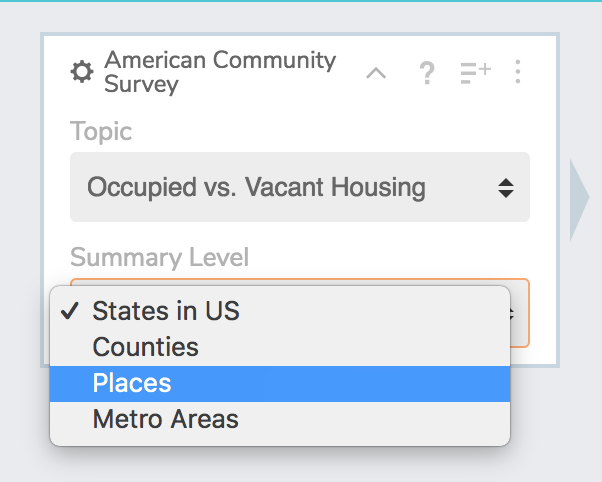 American Community
Survey
?
Topic
Occupied vs. Vacant Housing
Summary Level
✓ States in US
Counties
Places
Metro Areas